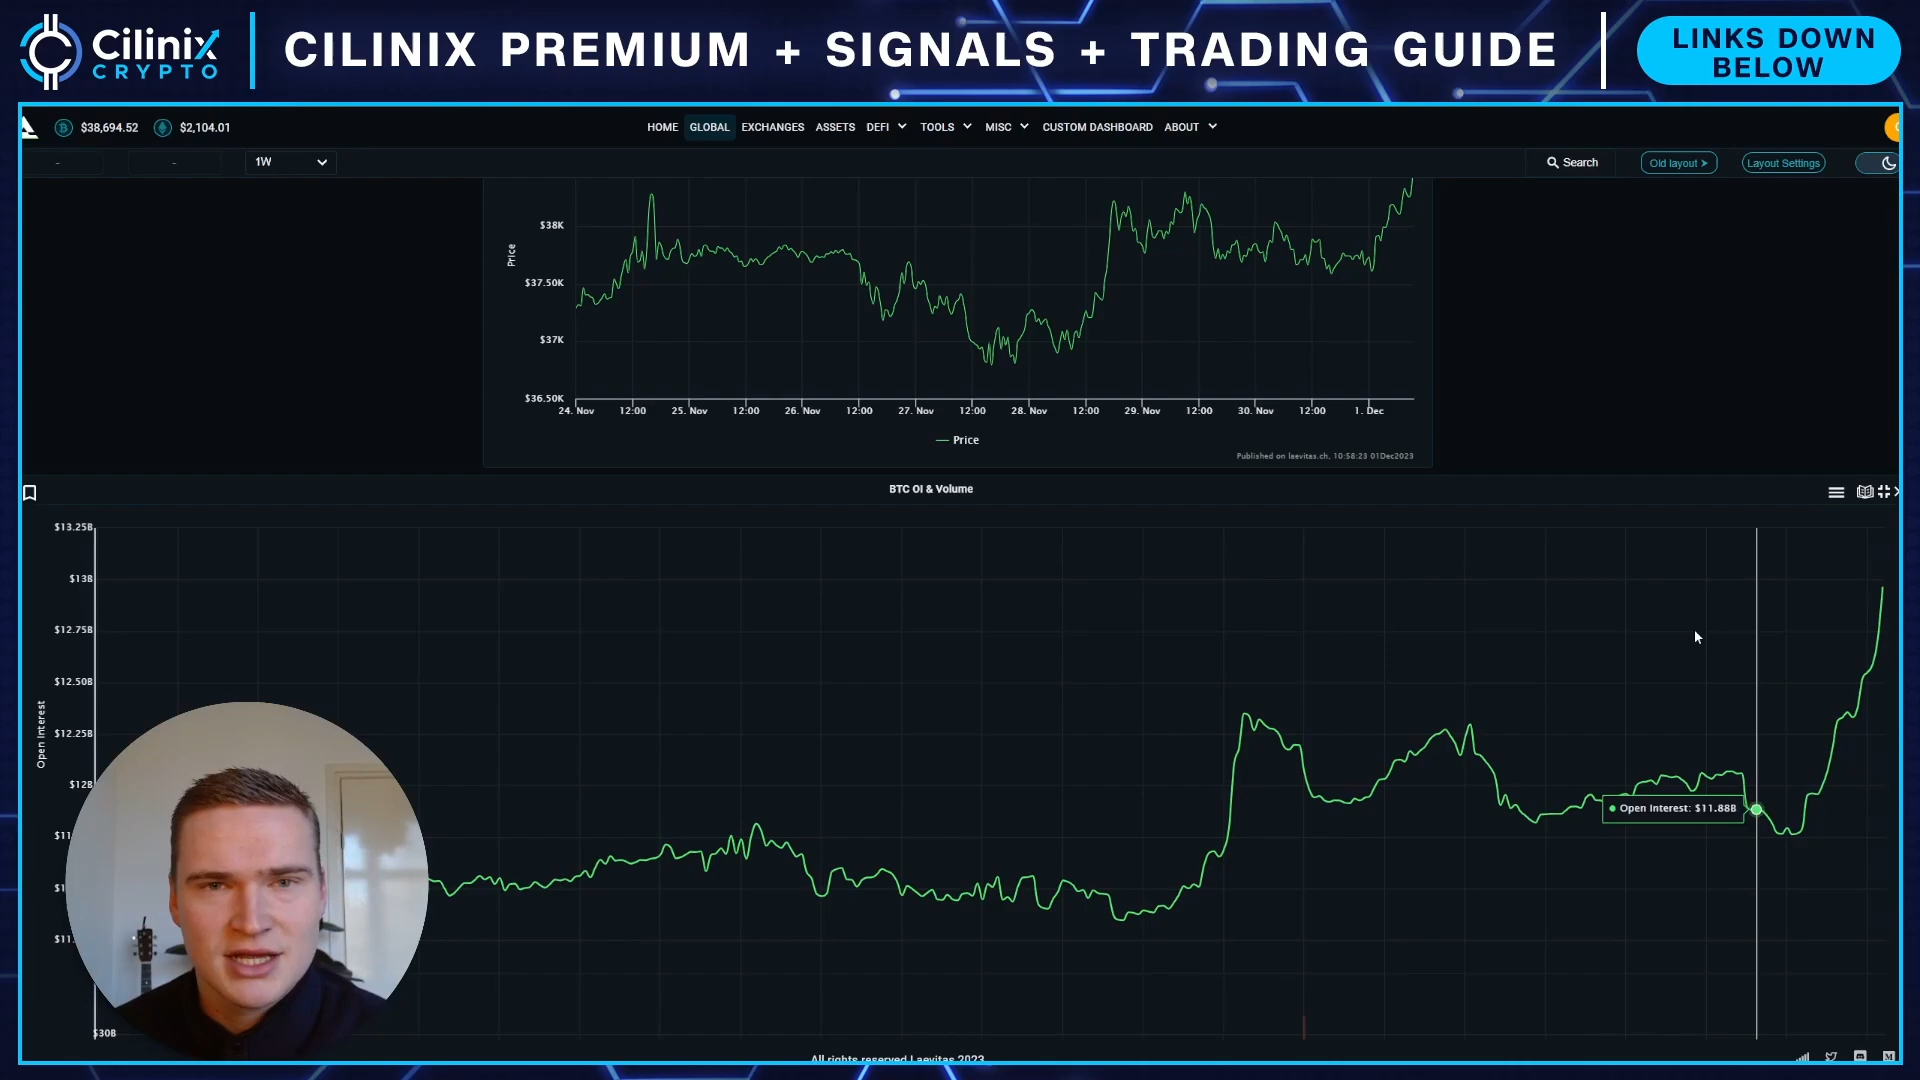 Cilinix
CRYPTO
CILINIX PREMIUM + SIGNALS + TRADING GUIDE
LINKS DOWN
BELOW
$38,694.52
$2,104.01
HOME
GLOBAL
EXCHANGES
ASSETS
DEFI
TOOLS
MISC
CUSTOM DASHBOARD
ABOUT
-
-
1W
Search
Old layout
Layout Settings
Price
$38K
$37.50K
$37K
$36.50K
24. Nov 12:00 25. Nov 12:00 26. Nov 12:00 27. Nov 12:00 28. Nov 12:00 29. Nov 12:00 30. Nov 12:00 1. Dec
Price
Published on laevitas.ch, 10:58:23 01Dec2023
BTC OI & Volume
Open Interest
$13.25B
$13B
$12.75B
$12.50B
$12.25B
$12B
$11
$1
$11.
$30B
Open Interest: $11.88B
All rights reserved Laevitas 2023